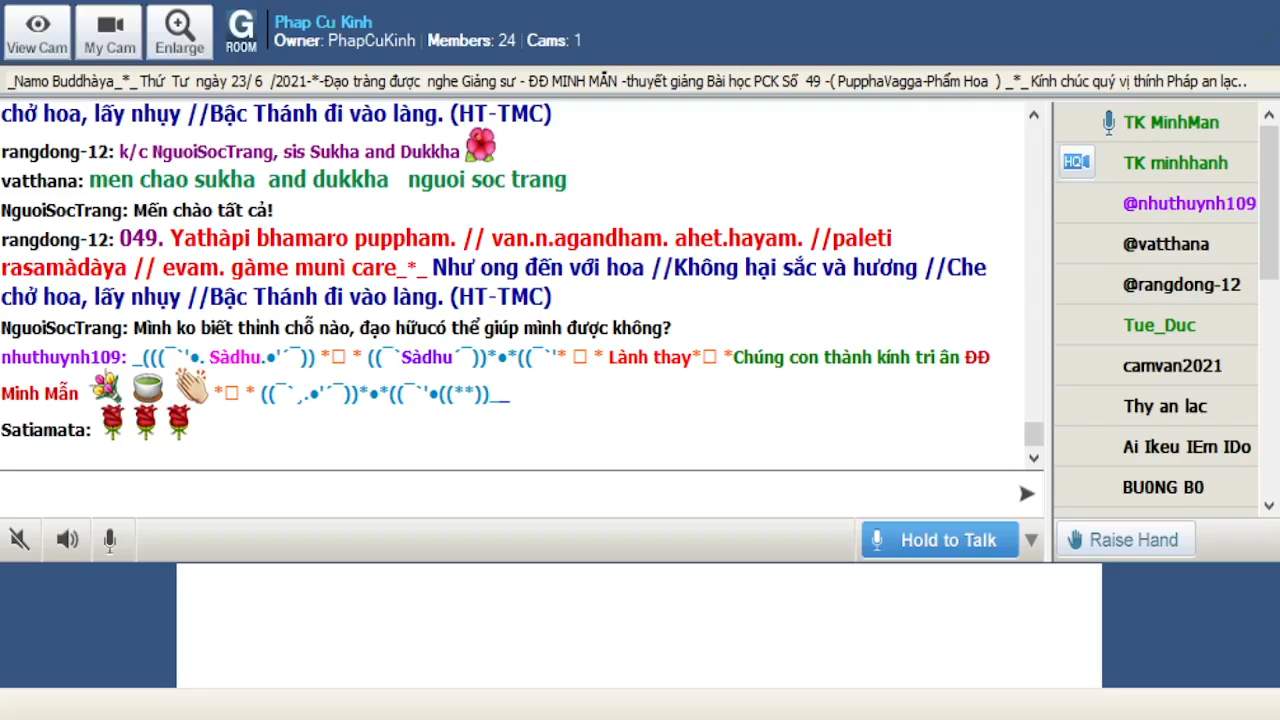 View Cam
My Cam
Enlarge
G
ROOM
Phap Cu Kinh
Owner: PhapCuKinh | Members: 24 | Cams: 1
_Namo Buddhàya_*_Thứ Tư ngày 23/ 6 /2021-*-Đạo tràng được nghe Giảng sư - ĐĐ MINH MẪN -thuyết giảng Bài học PCK Số 49 -( PupphaVagga-Phẩm Hoa ) _*_Kính chúc quý vị thính Pháp an lạc..
chở hoa, lấy nhụy //Bậc Thánh đi vào làng. (HT-TMC)
rangdong-12: k/c NguoiSocTrang, sis Sukha and Dukkha
vatthana: men chao sukha and dukkha nguoi soc trang
NguoiSocTrang: Mến chào tất cả!
rangdong-12: 049. Yathàpi bhamaro puppham. // van.n.agandham. ahet.hayam. //paleti
rasamàdàya // evam. gàme munì care_*_ Như ong đến với hoa //Không hại sắc và hương //Che
chở hoa, lấy nhụy //Bậc Thánh đi vào làng. (HT-TMC)
NguoiSocTrang: Mình ko biết thỉnh chỗ nào, đạo hữucó thể giúp mình được không?
nhuthuynh109: _(((¯`'•. Sàdhu.•'´¯)) *□ * ((¯`Sàdhu´¯))*•*((¯`'* □ * Lành thay*□ *Chúng con thành kính tri ân ĐĐ
Minh Mẫn *□ * ((¯`¸.•'´¯))*•*((¯`'•((**))__
Satiamata:
Hold to Talk
TK MinhMan
TK minhhanh
@nhuthuynh109
@vatthana
@rangdong-12
Tue_Duc
camvan2021
Thy an lac
Ai Ikeu IEm IDo
BU0NG B0
Raise Hand